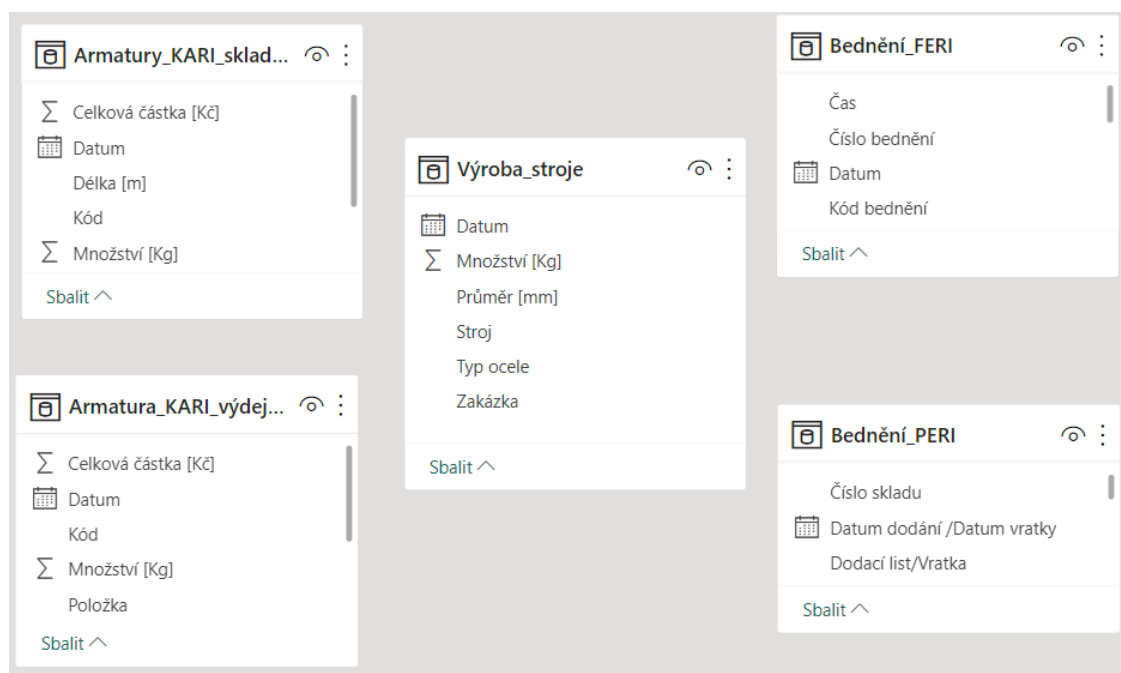 Armatury_KARI_sklad...
Celková částka [Kč]
Datum
Délka [m]
Kód
Množství [Kg]
Sbalit
Armatura_KARI_výdej...
Celková částka [Kč]
Datum
Kód
Množství [Kg]
Položka
Sbalit
Výroba_stroje
Datum
Množství [Kg]
Průměr [mm]
Stroj
Typ ocele
Zakázka
Sbalit
Bednění_FERI
Čas
Číslo bednění
Datum
Kód bednění
Sbalit
Bednění_PERI
Číslo skladu
Datum dodání /Datum vratky
Dodací list/Vratka
Sbalit